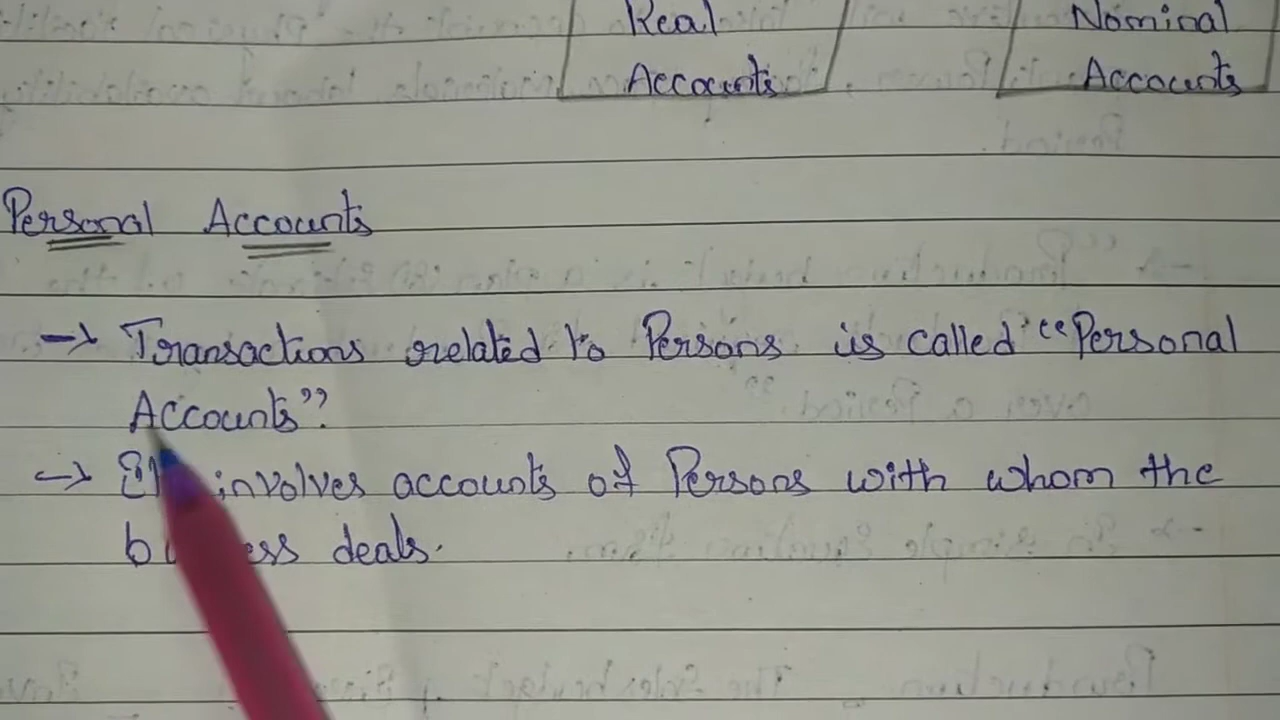 Real Nominal
Accounts Accounts
Personal Accounts
→ Transactions related to Persons is called "Personal
Accounts".
→ It involves accounts of Persons with whom the
deals.